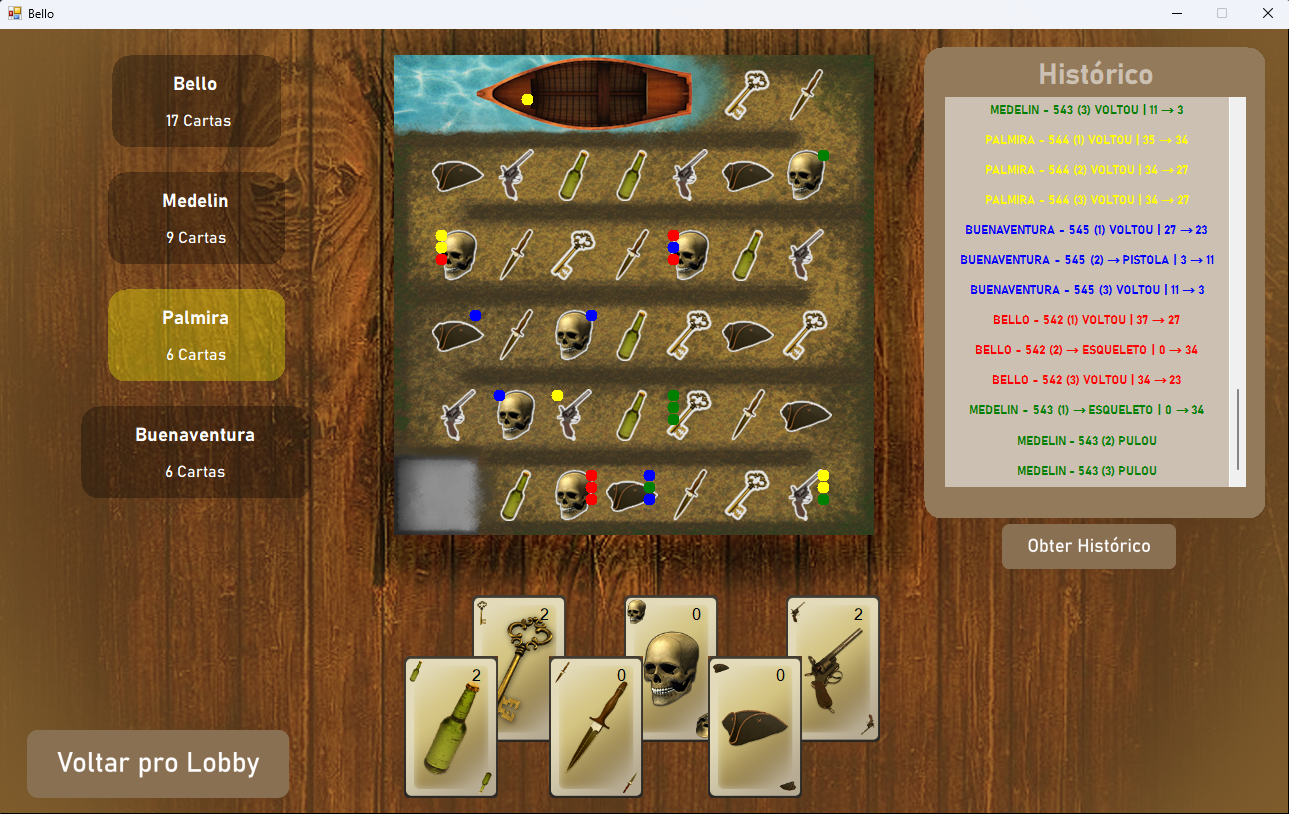 Bello
Bello
17 Cartas
Medelin
9 Cartas
Palmira
6 Cartas
Buenaventura
6 Cartas
Histórico
MEDELIN - 543 (3) VOLTOU | 11 → 3
PALMIRA - 544 (1) VOLTOU | 35 → 34
PALMIRA - 544 (2) VOLTOU | 34 → 27
PALMIRA - 544 (3) VOLTOU | 34 → 27
BUENAVENTURA - 545 (1) VOLTOU | 27 → 23
BUENAVENTURA - 545 (2) → PISTOLA | 3 → 11
BUENAVENTURA - 545 (3) VOLTOU | 11 → 3
BELLO - 542 (1) VOLTOU | 37 → 27
BELLO - 542 (2) → ESQUELETO | 0 → 34
BELLO - 542 (3) VOLTOU | 34 → 23
MEDELIN - 543 (1) → ESQUELETO | 0 → 34
MEDELIN - 543 (2) PULOU
MEDELIN - 543 (3) PULOU
Obter Histórico
2
0
2
2
0
0
Voltar pro Lobby